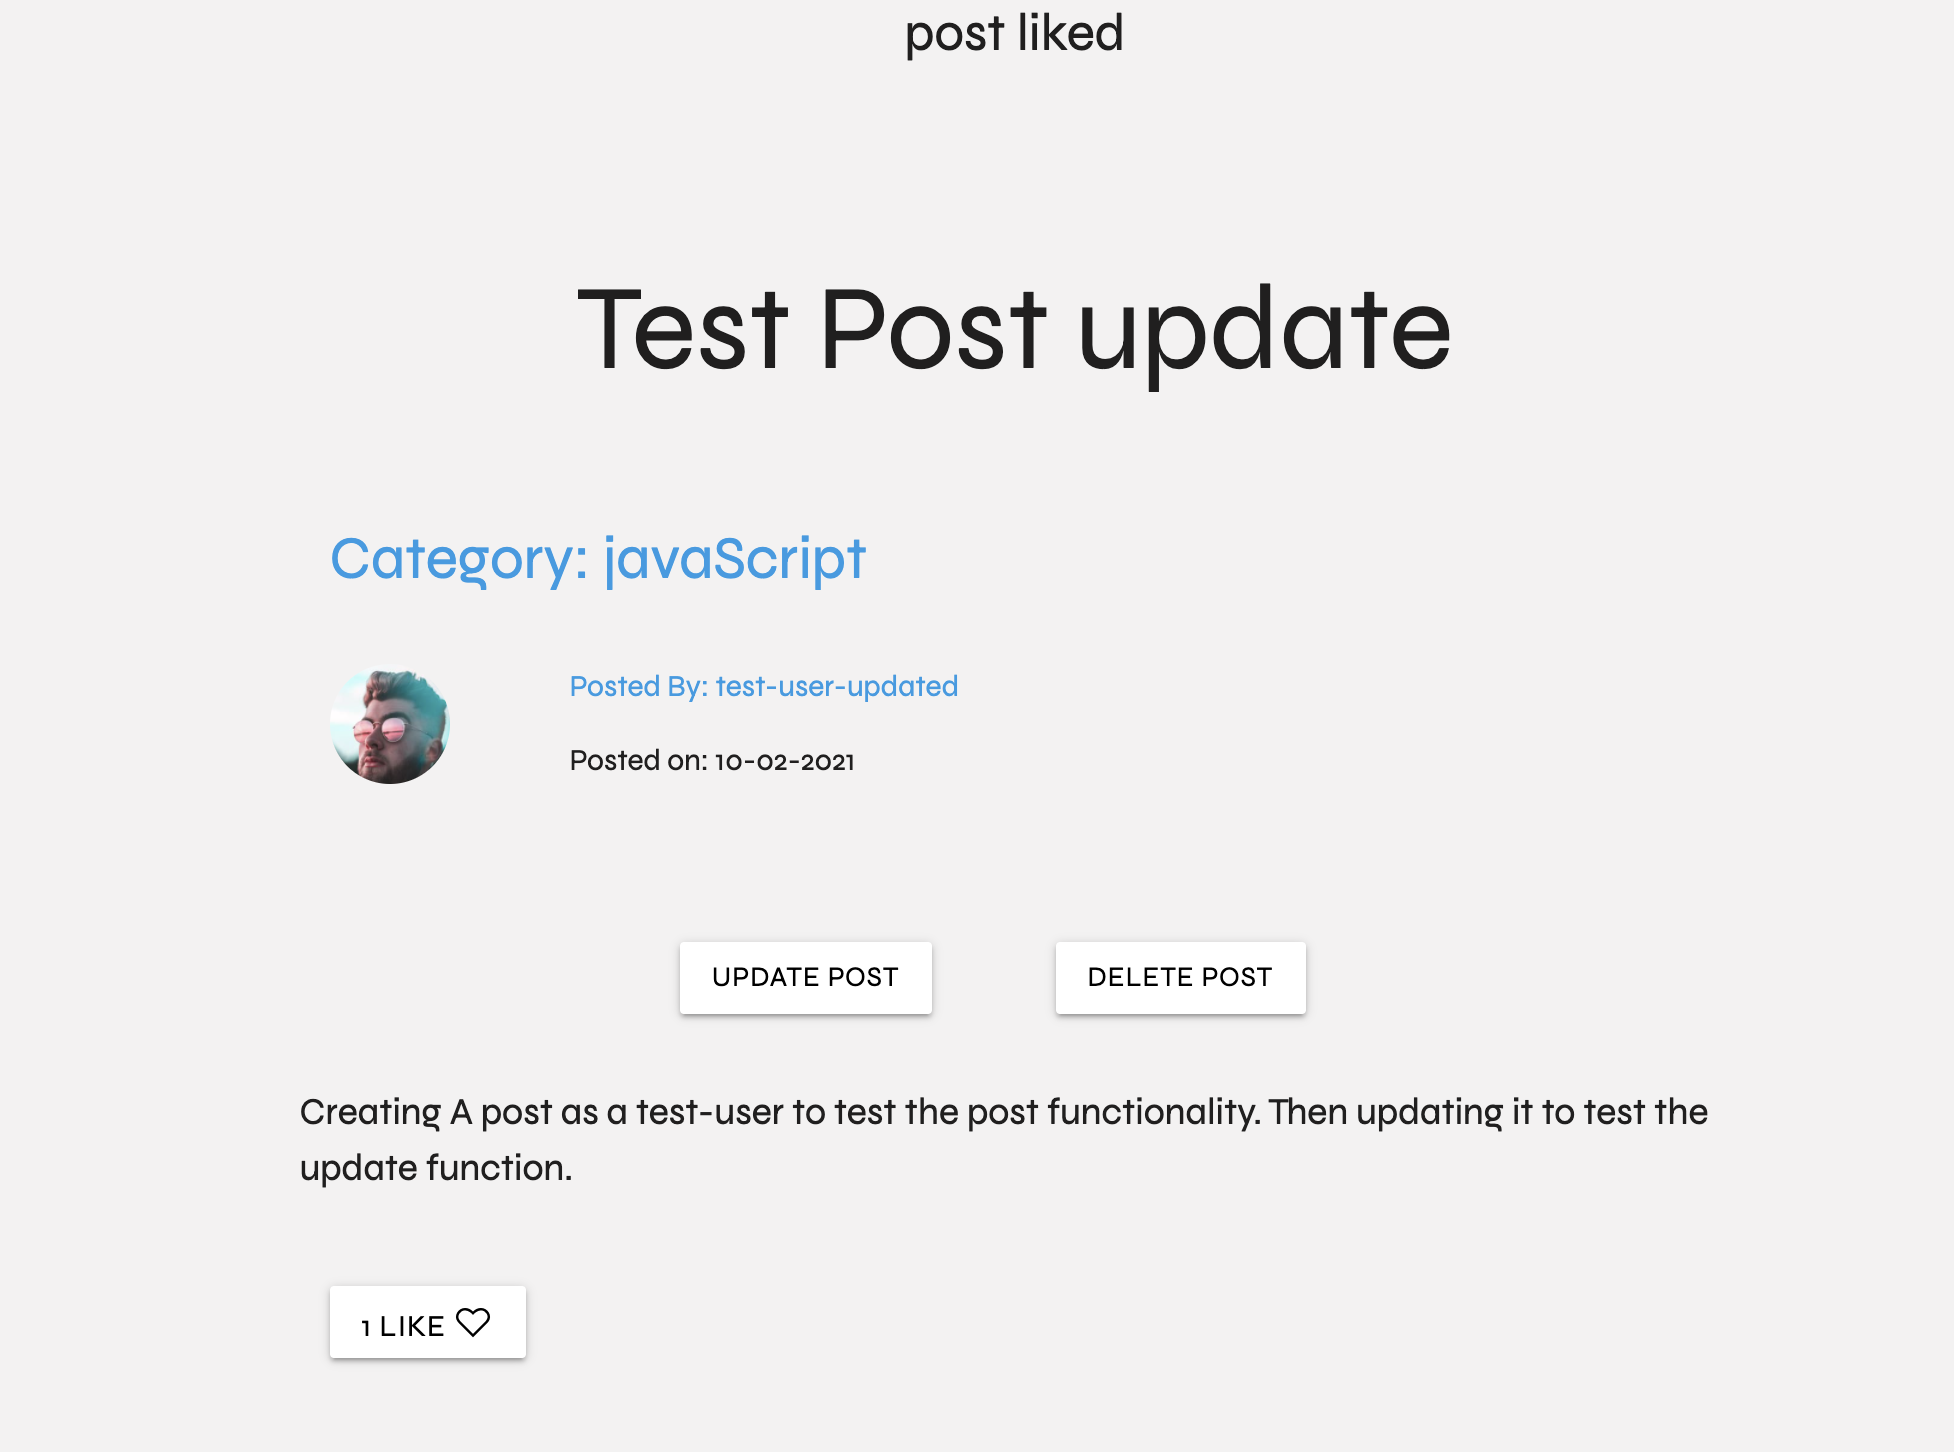 post liked
Test Post update
Category: javaScript
Posted By: test-user-updated
Posted on: 10-02-2021
UPDATE POST
DELETE POST
Creating A post as a test-user to test the post functionality. Then updating it to test the
update function.
1 LIKE